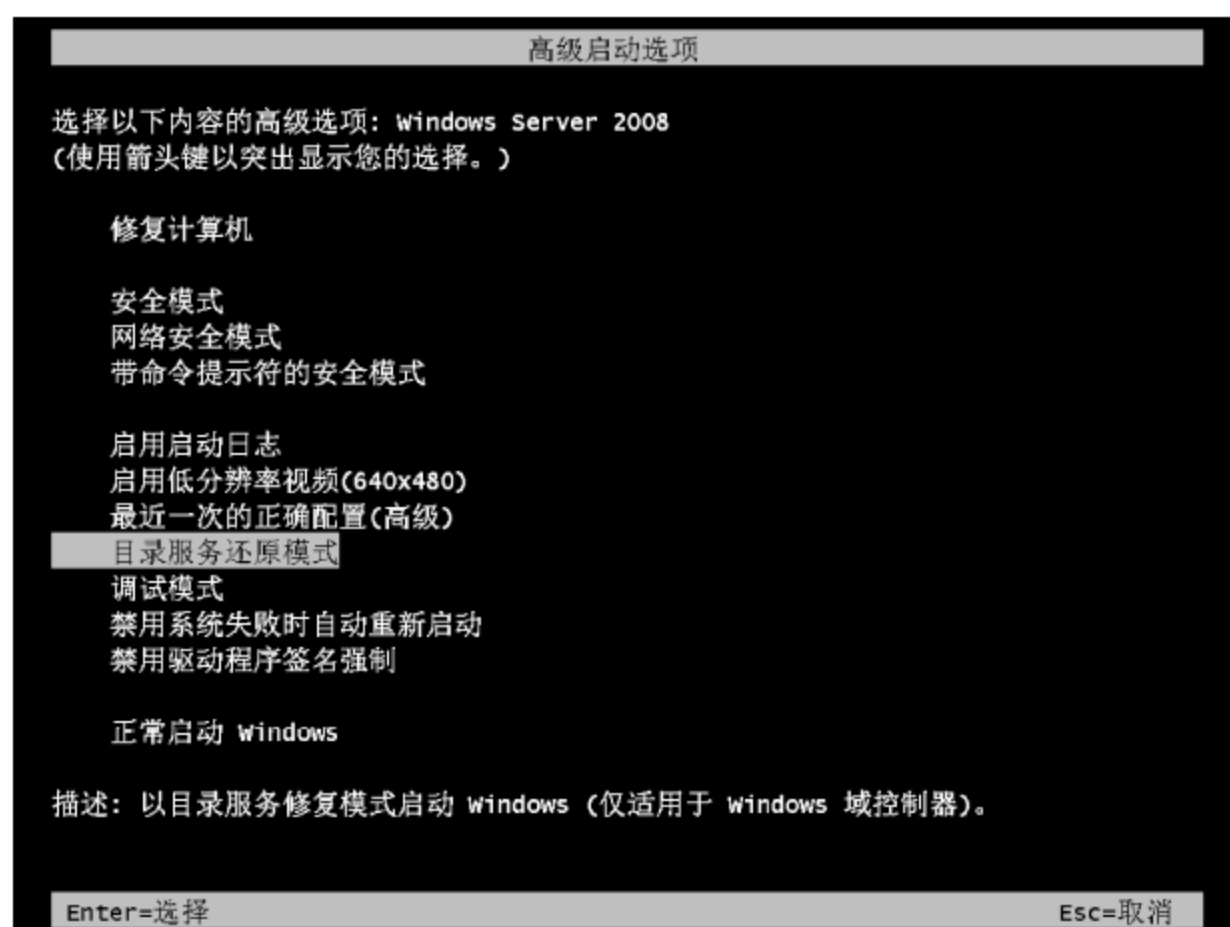 高级启动选项
选择以下内容的高级选项: Windows Server 2008
(使用箭头键以突出显示您的选择。)
修复计算机
安全模式
网络安全模式
带命令提示符的安全模式
启用启动日志
启用低分辨率视频(640x480)
最近一次的正确配置(高级)
目录服务还原模式
调试模式
禁用系统失败时自动重新启动
禁用驱动程序签名强制
正常启动 Windows
描述: 以目录服务修复模式启动 Windows (仅适用于 Windows 域控制器)。
Enter=选择 Esc=取消